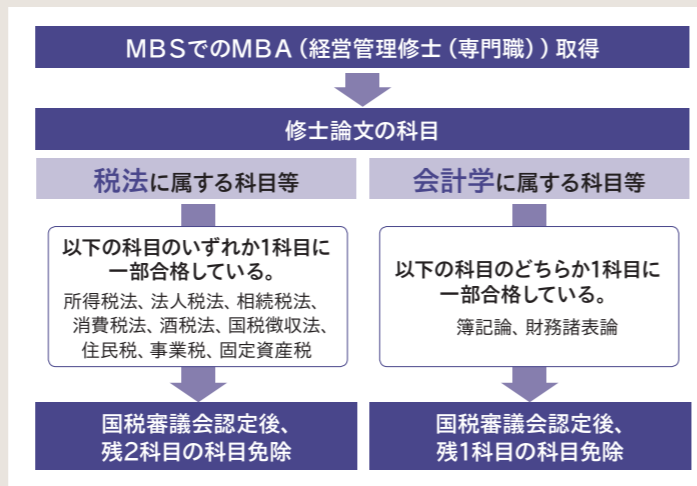 MBSでのMBA（経営管理修士（専門職））取得
修士論文の科目
税法に属する科目等
以下の科目のいずれか1科目に
一部合格している。
所得税法、法人税法、相続税法、
消費税法、酒税法、国税徴収法、
住民税、事業税、固定資産税
国税審議会認定後、
残2科目の科目免除
会計学に属する科目等
以下の科目のどちらか1科目に
一部合格している。
簿記論、財務諸表論
国税審議会認定後、
残1科目の科目免除